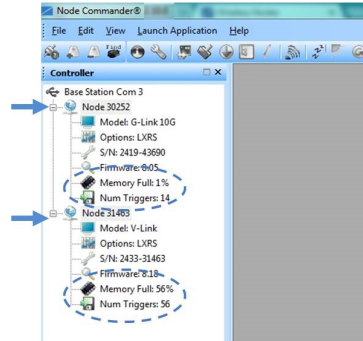 Node Commander®
File Edit View Launch Application Help
Find
Controller
Base Station Com 3
Node 30252
Model: G-Link 10G
Options: LXRS
S/N: 2419-43690
Firmware: 8.05
Memory Full: 1%
Num Triggers: 14
Node 31463
Model: V-Link
Options: LXRS
S/N: 2433-31463
Firmware: 8.18
Memory Full: 56%
Num Triggers: 56